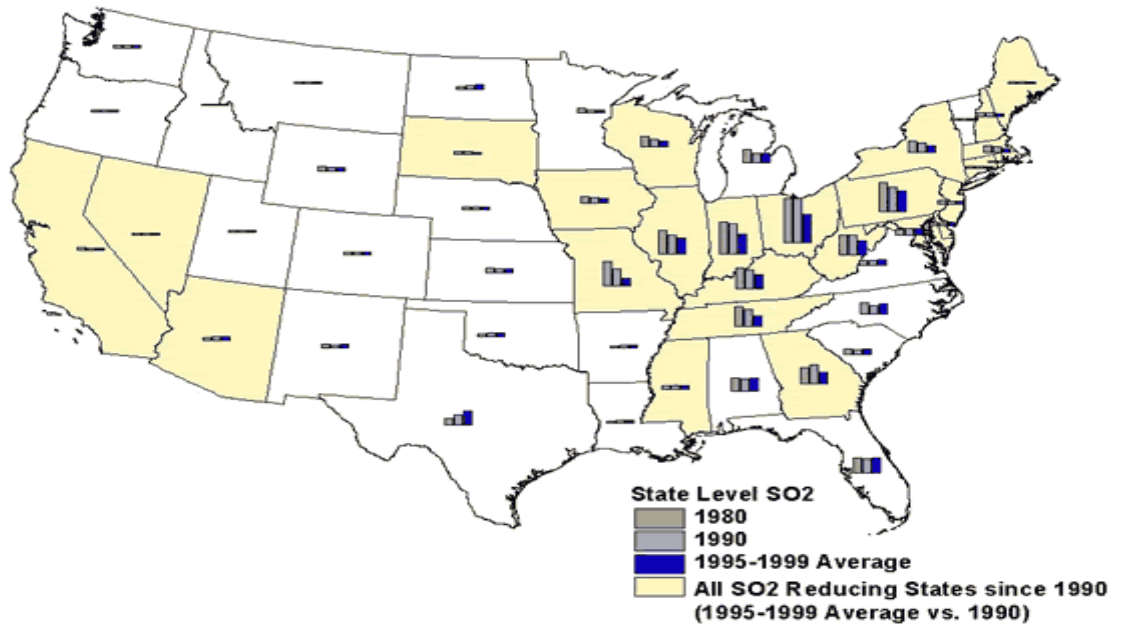 State Level SO2
1980
1990
1995-1999 Average
All SO2 Reducing States since 1990
(1995-1999 Average vs. 1990)